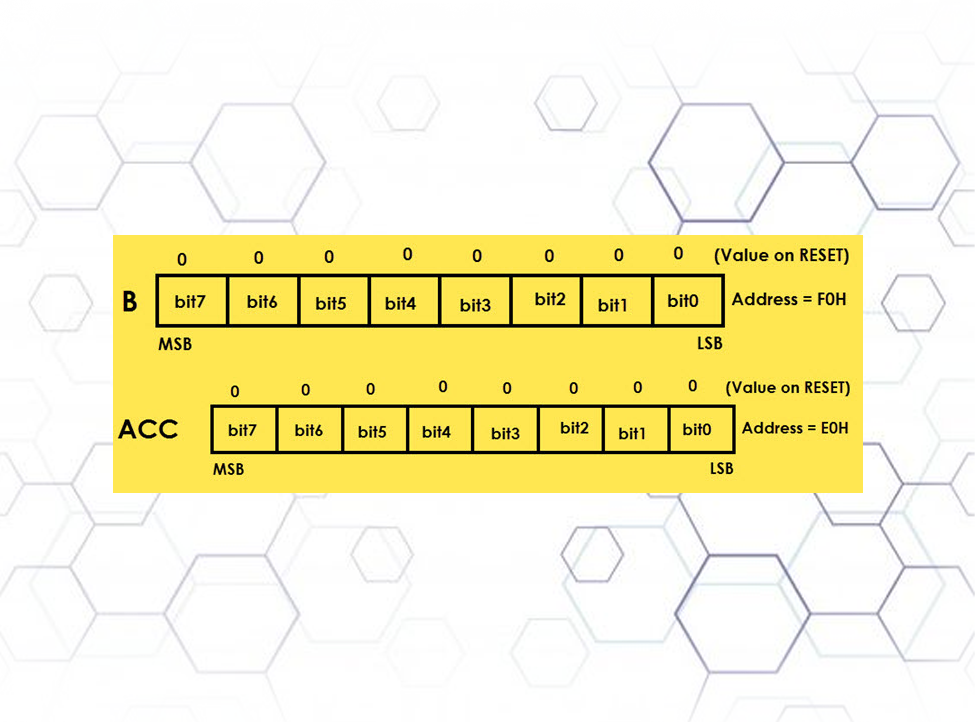 0 0 0 0 0 0 0 0 (Value on RESET)
B bit7 bit6 bit5 bit4 bit3 bit2 bit1 bit0 Address = F0H
MSB LSB
0 0 0 0 0 0 0 0 (Value on RESET)
ACC bit7 bit6 bit5 bit4 bit3 bit2 bit1 bit0 Address = E0H
MSB LSB